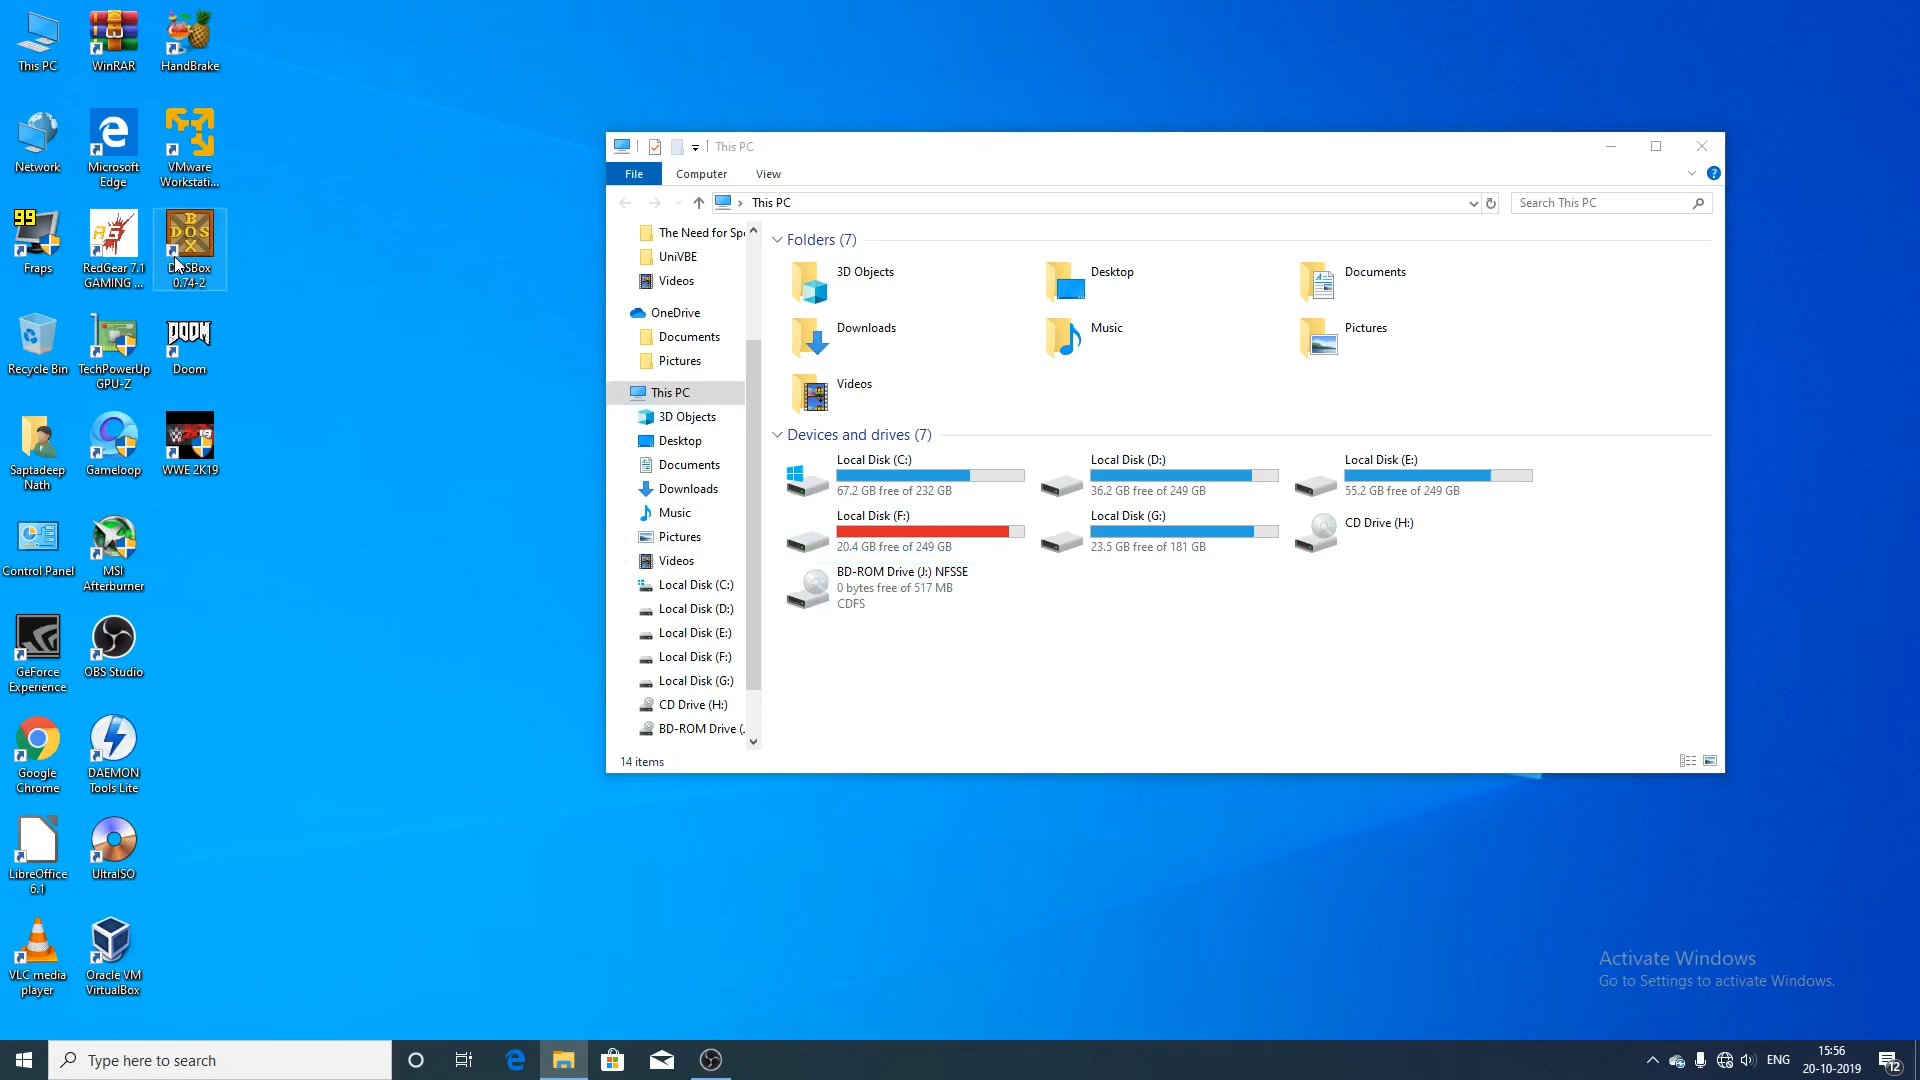 This PC
WinRAR
HandBrake
Network
Microsoft
Edge
VMware
Workstati...
99
Fraps
RedGear 7.1
GAMING ...
BOX
DOS
0.74-2
Recycle Bin
TechPowerUp
GPU-Z
DOOM
Doom
Saptadeep
Nath
Gameloop
WWE 2K19
Control Panel
MSI
Afterburner
GeForce
Experience
OBS Studio
Google
Chrome
DAEMON
Tools Lite
LibreOffice
6.1
UltraISO
VLC media
player
Oracle VM
VirtualBox
This PC
File
Computer
View
This PC
Search This PC
The Need for Spe
UniVBE
Videos
OneDrive
Documents
Pictures
This PC
3D Objects
Desktop
Documents
Downloads
Music
Pictures
Videos
Local Disk (C:)
Local Disk (D:)
Local Disk (E:)
Local Disk (F:)
Local Disk (G:)
CD Drive (H:)
BD-ROM Drive (J
Folders (7)
3D Objects
Desktop
Documents
Downloads
Music
Pictures
Videos
Devices and drives (7)
Local Disk (C:)
67.2 GB free of 232 GB
Local Disk (D:)
36.2 GB free of 249 GB
Local Disk (E:)
55.2 GB free of 249 GB
Local Disk (F:)
20.4 GB free of 249 GB
Local Disk (G:)
23.5 GB free of 181 GB
CD Drive (H:)
BD-ROM Drive (J:) NFSSE
0 bytes free of 517 MB
CDFS
14 items
Activate Windows
Go to Settings to activate Windows.
Type here to search
ENG
15:56
20-10-2019
12